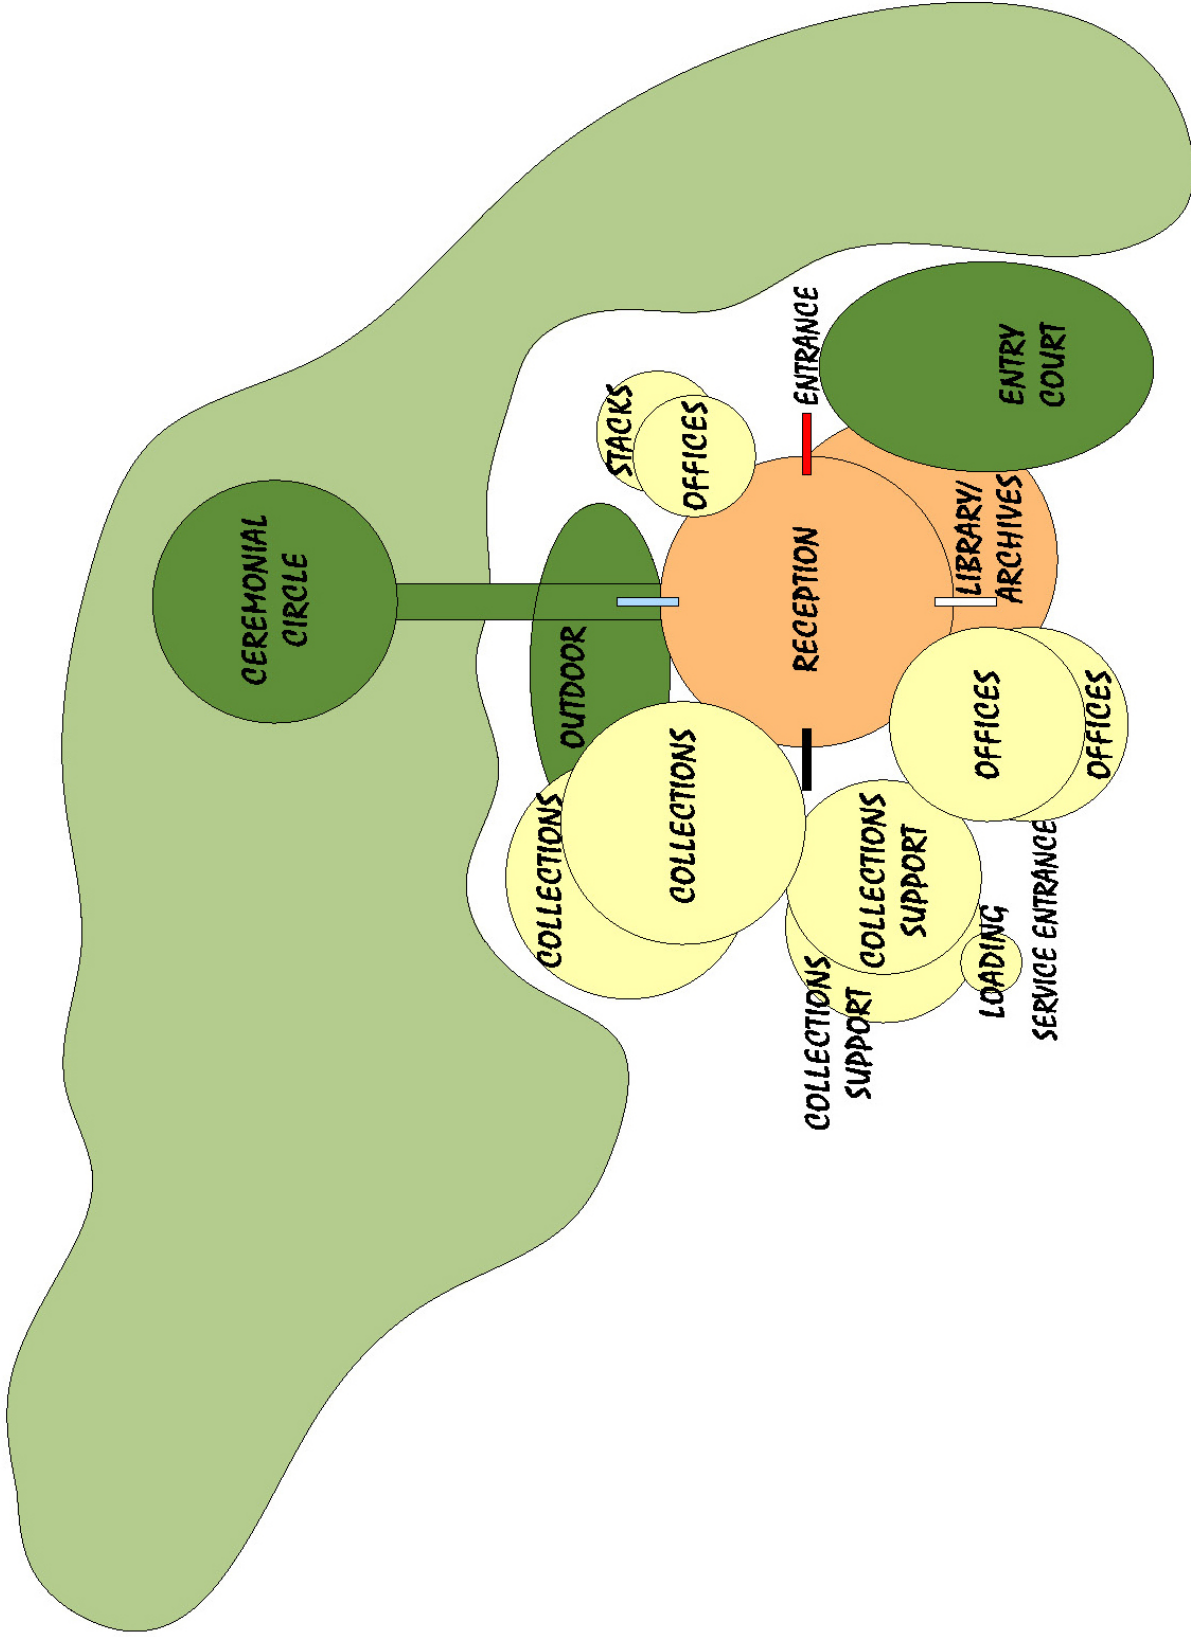 CEREMONIAL
CIRCLE
OUTDOOR
STACKS
OFFICES
ENTRANCE
ENTRY
COURT
RECEPTION
LIBRARY/
ARCHIVES
COLLECTIONS
COLLECTIONS
COLLECTIONS
SUPPORT
COLLECTIONS
SUPPORT
OFFICES
OFFICES
LOADING
SERVICE ENTRANCE